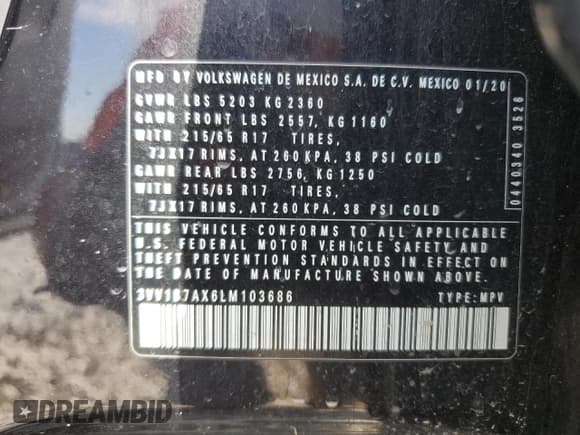 MFD BY VOLKSWAGEN DE MEXICO S.A. DE C.V. MEXICO 01/20
GVWR LBS 5203 KG 2360
GAWR FRONT LBS 2557, KG 1160
WITH 215/65 R17 TIRES,
7JX17 RIMS, AT 260 KPA, 38 PSI COLD
GAWR REAR LBS 2756, KG 1250
WITH 215/65 R17 TIRES,
7JX17 RIMS, AT 260 KPA, 38 PSI COLD
THIS VEHICLE CONFORMS TO ALL APPLICABLE
U.S. FEDERAL MOTOR VEHICLE SAFETY AND
THEFT PREVENTION STANDARDS IN EFFECT ON
THE DATE OF MANUFACTURE SHOWN ABOVE.
3VV1B7AX6LM103686 TYPE: MPV
0440340 3526
DREAMBID